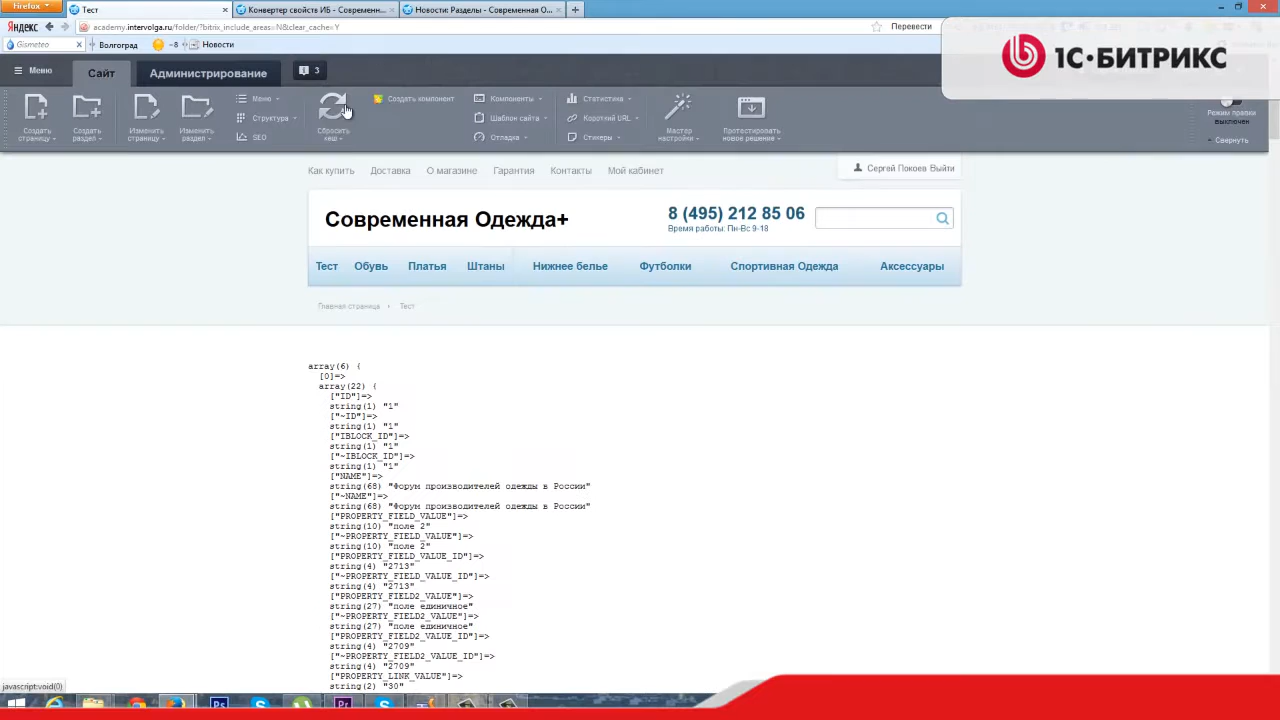 Firefox
Тест
Конвертер свойств ИБ - Современн...
Новости: Разделы - Современная О...
Яндекс
academy.intervolga.ru/folder/?bitrix_include_areas=N&clear_cache=Y
Перевести
Gismeteo
Волгоград
-8
Новости
1С·БИТРИКС
Меню
Сайт
Администрирование
3
Создать страницу
Создать раздел
Изменить страницу
Изменить раздел
Меню
Структура
SEO
Сбросить кеш
Создать компонент
Компоненты
Шаблон сайта
Отладка
Статистика
Короткий URL
Стикеры
Мастер настройки
Протестировать новое решение
Режим правки выключен
Свернуть
Как купить
Доставка
О магазине
Гарантия
Контакты
Мой кабинет
Сергей Покоев Выйти
Современная Одежда+
8 (495) 212 85 06
Время работы: Пн-Вс 9-18
Тест
Обувь
Платья
Штаны
Нижнее белье
Футболки
Спортивная Одежда
Аксессуары
Главная страница
Тест
array(6) {
[0]=>
array(22) {
["ID"]=>
string(1) "1"
["~ID"]=>
string(1) "1"
["IBLOCK_ID"]=>
string(1) "1"
["~IBLOCK_ID"]=>
string(1) "1"
["NAME"]=>
string(68) "Форум производителей одежды в России"
["~NAME"]=>
string(68) "Форум производителей одежды в России"
["PROPERTY_FIELD_VALUE"]=>
string(10) "поле 2"
["~PROPERTY_FIELD_VALUE"]=>
string(10) "поле 2"
["PROPERTY_FIELD_VALUE_ID"]=>
string(4) "2713"
["~PROPERTY_FIELD_VALUE_ID"]=>
string(4) "2713"
["PROPERTY_FIELD2_VALUE"]=>
string(27) "поле единичное"
["~PROPERTY_FIELD2_VALUE"]=>
string(27) "поле единичное"
["PROPERTY_FIELD2_VALUE_ID"]=>
string(4) "2709"
["~PROPERTY_FIELD2_VALUE_ID"]=>
string(4) "2709"
["PROPERTY_LINK_VALUE"]=>
string(2) "30"
javascript:void(0)
Ps
Pr